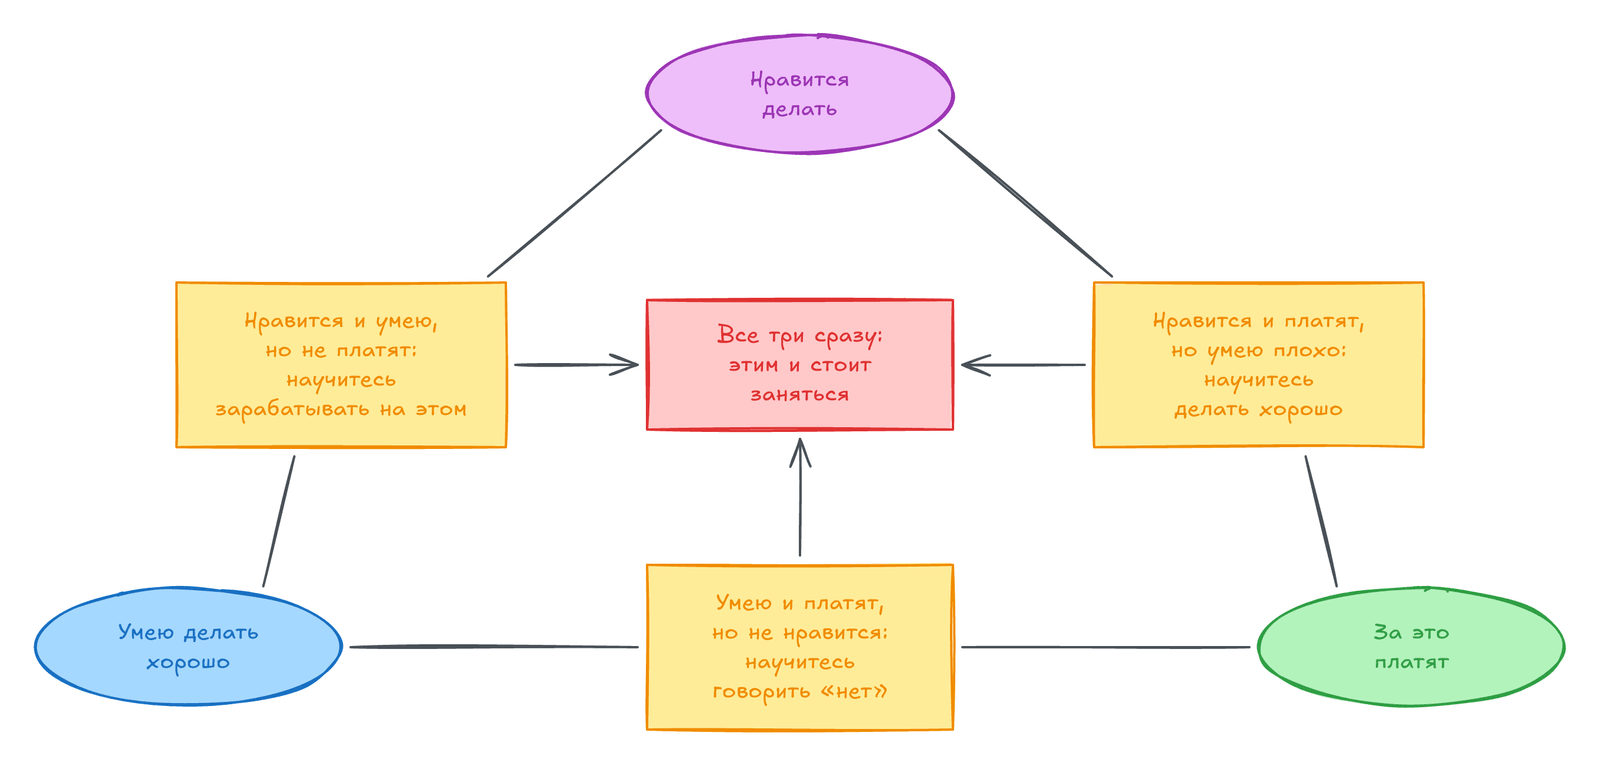 Нравится
делать
Нравится и умею,
но не платят:
научитесь
зарабатывать на этом
Все три сразу:
этим и стоит
заняться
Нравится и платят,
но умею плохо:
научитесь
делать хорошо
Умею делать
хорошо
Умею и платят,
но не нравится:
научитесь
говорить «нет»
За это
платят